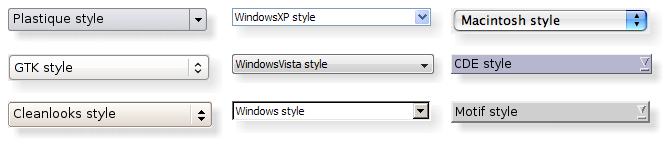 Plastique style
WindowsXP style
Macintosh style
GTK style
WindowsVista style
CDE style
Cleanlooks style
Windows style
Motif style